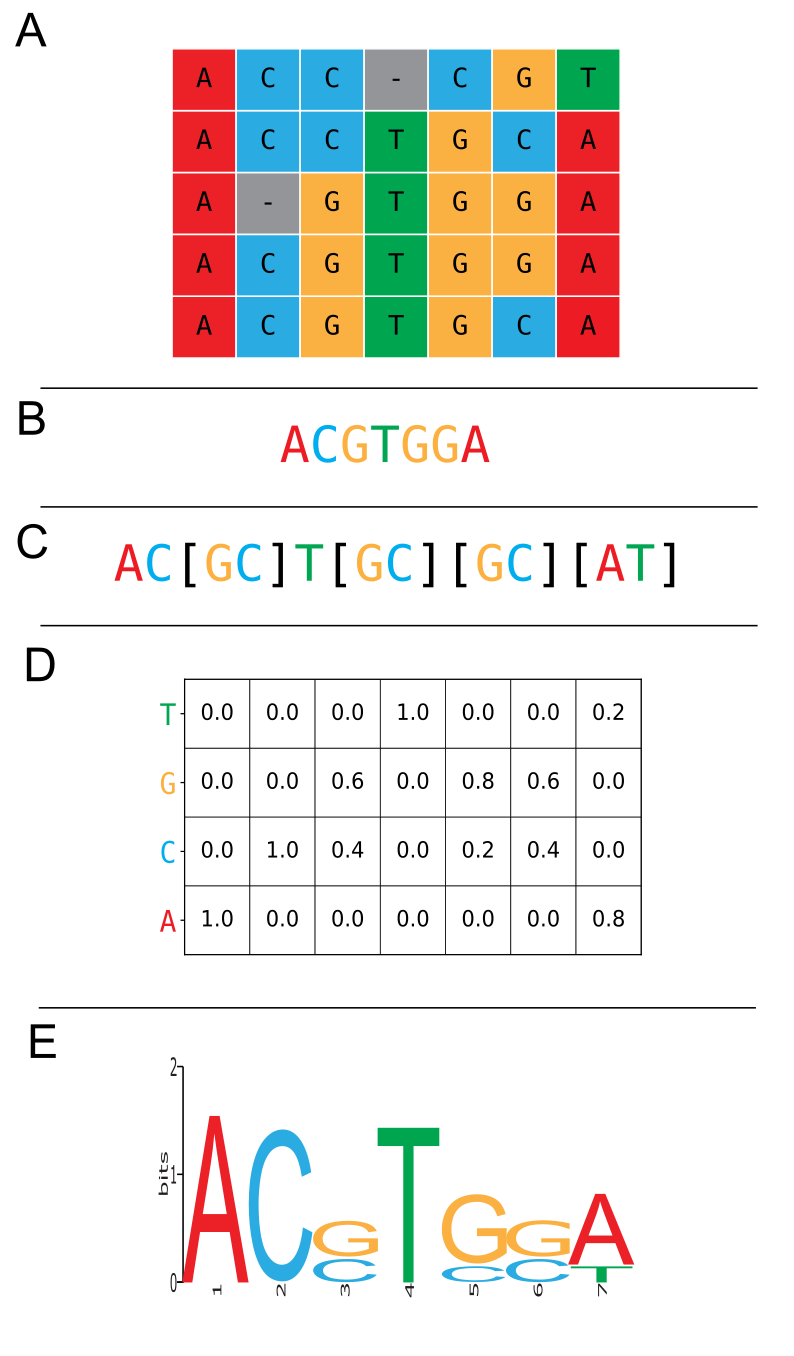 A
A C C - C G T
A C C T G C A
A - G T G G A
A C G T G G A
A C G T G C A
B
ACGTGGA
C
AC[GC]T[GC][GC][AT]
D
T 0.0 0.0 0.0 1.0 0.0 0.0 0.2
G 0.0 0.0 0.6 0.0 0.8 0.6 0.0
C 0.0 1.0 0.4 0.0 0.2 0.4 0.0
A 1.0 0.0 0.0 0.0 0.0 0.0 0.8
E
2
1
0
bits
A C G T G G A
C C C T
1 2 3 4 5 6 7